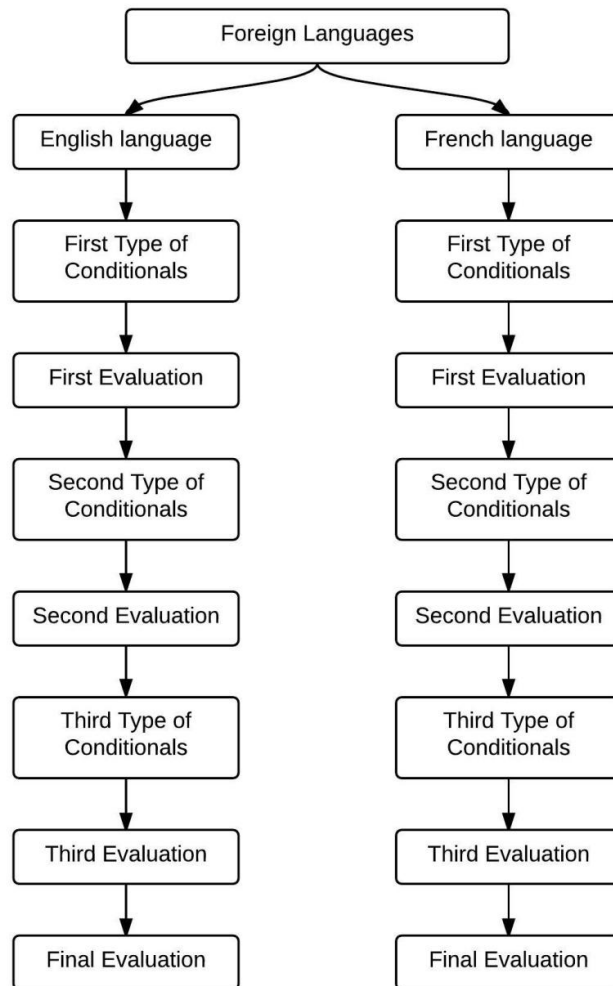 Foreign Languages
English language
French language
First Type of
Conditionals
First Type of
Conditionals
First Evaluation
First Evaluation
Second Type of
Conditionals
Second Type of
Conditionals
Second Evaluation
Second Evaluation
Third Type of
Conditionals
Third Type of
Conditionals
Third Evaluation
Third Evaluation
Final Evaluation
Final Evaluation